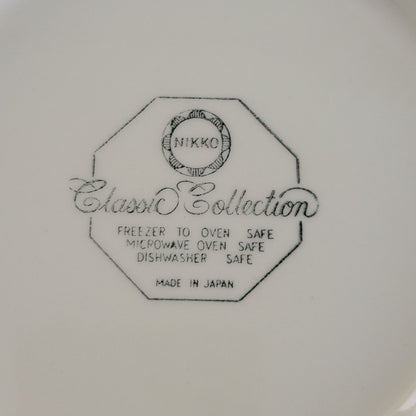 NIKKO
Classic Collection
FREEZER TO OVEN SAFE
MICROWAVE OVEN SAFE
DISHWASHER SAFE
MADE IN JAPAN